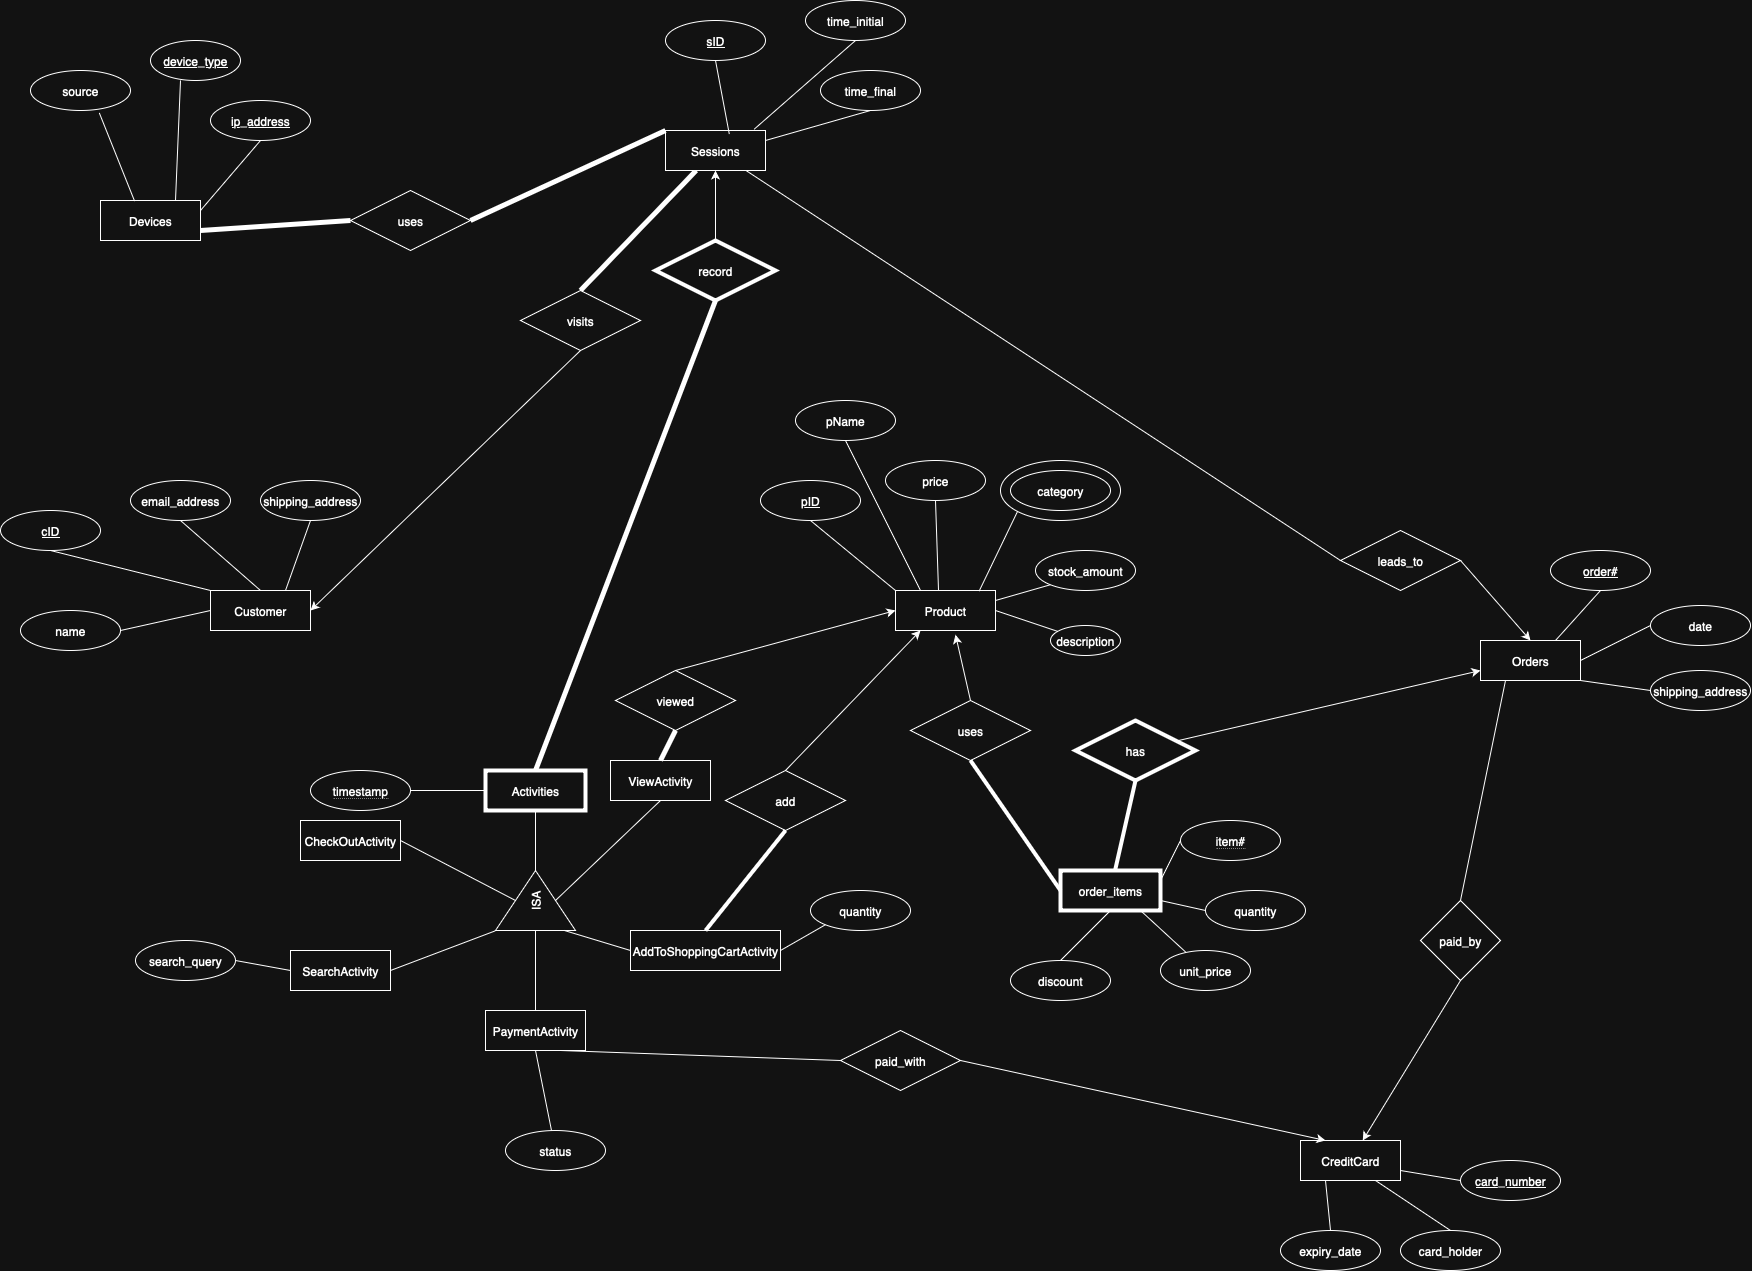 time_initial
sID
device_type
source
time_final
ip_address
Sessions
Devices
uses
record
visits
pName
price
category
pID
email_address
shipping_address
cID
leads_to
stock_amount
order#
Customer
Product
name
date
description
Orders
shipping_address
viewed
uses
has
ViewActivity
timestamp
Activities
add
CheckOutActivity
item#
order_items
ISA
quantity
quantity
AddToShoppingCartActivity
paid_by
search_query
SearchActivity
unit_price
discount
PaymentActivity
paid_with
status
CreditCard
card_number
expiry_date
card_holder